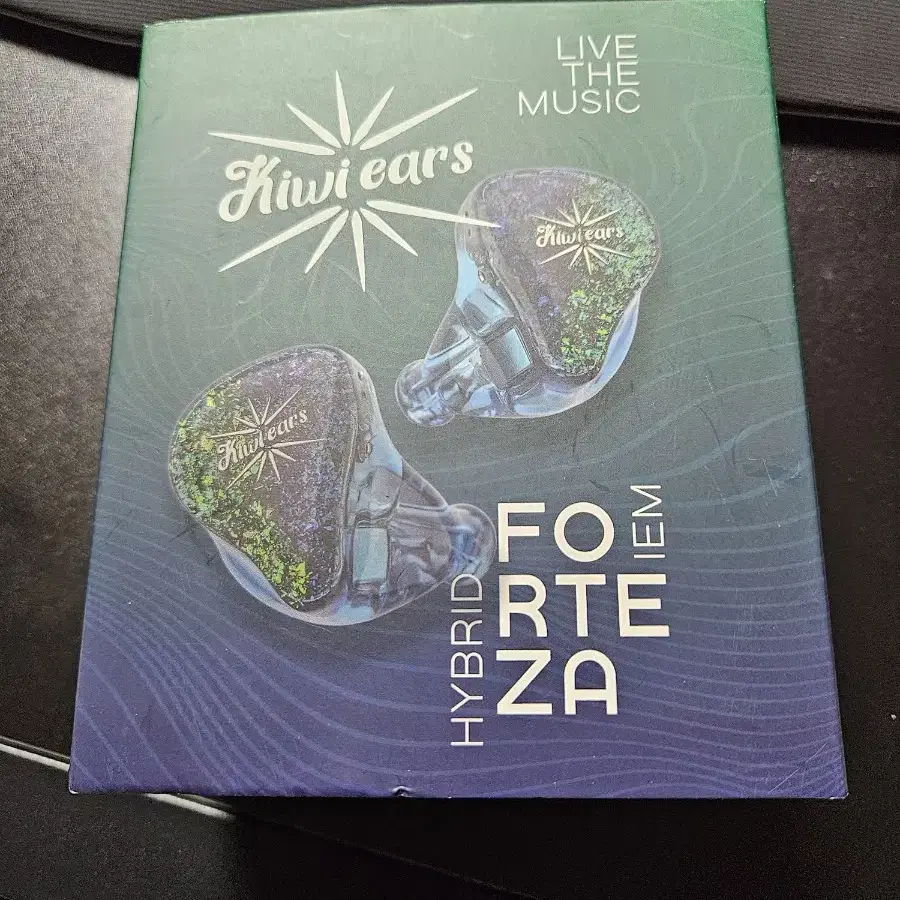 LIVE
THE
MUSIC
Kiwi ears
Kiwi ears
Kiwi ears
HYBRID
FO
RTE
ZA
IEM